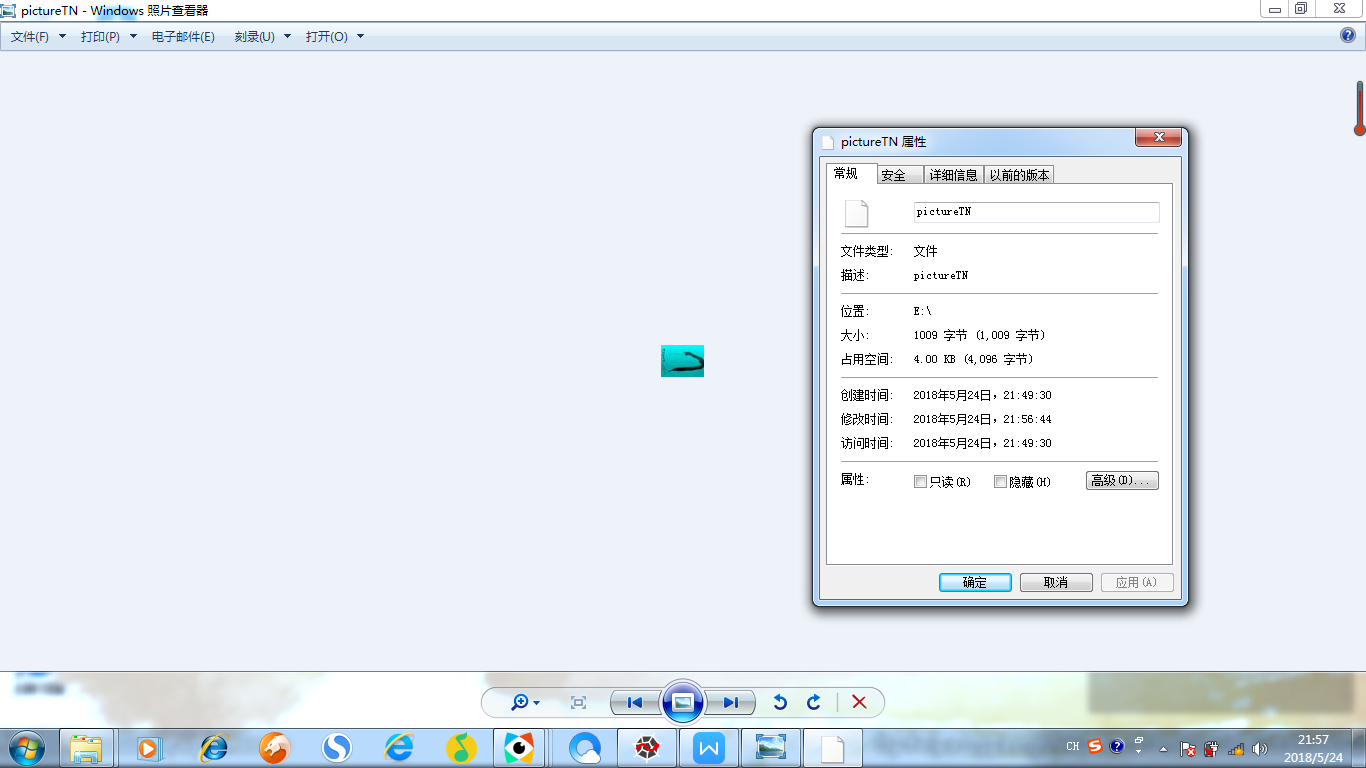 pictureTN - Windows 照片查看器
文件(F) 打印(P) 电子邮件(E) 刻录(U) 打开(O)
pictureTN 属性
常规 安全 详细信息 以前的版本
pictureTN
文件类型: 文件
描述: pictureTN
位置: E:\
大小: 1009 字节 (1,009 字节)
占用空间: 4.00 KB (4,096 字节)
创建时间: 2018年5月24日，21:49:30
修改时间: 2018年5月24日，21:56:44
访问时间: 2018年5月24日，21:49:30
属性: 只读(R) 隐藏(H) 高级(D)...
确定 取消 应用(A)
CH 21:57
2018/5/24